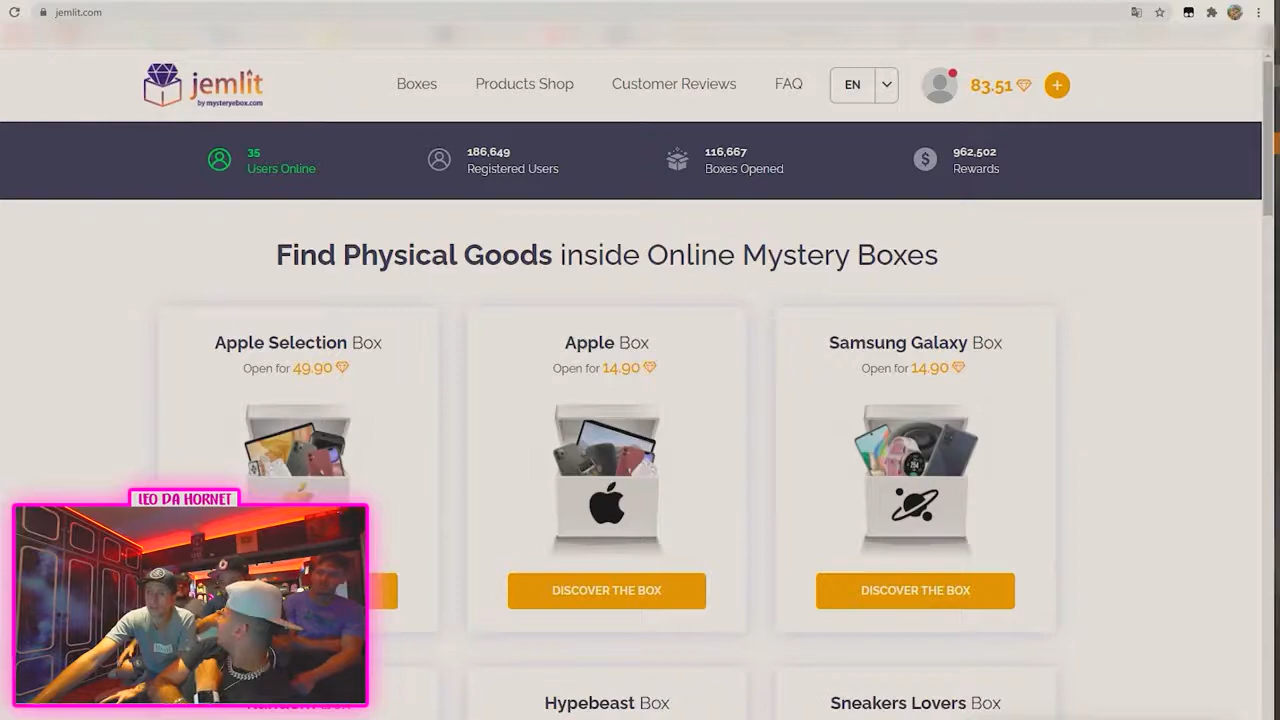 jemlit.com
jemlit
by mysteryebox.com
Boxes
Products Shop
Customer Reviews
FAQ
EN
83.51
35
Users Online
186,649
Registered Users
116,667
Boxes Opened
962,502
Rewards
Find Physical Goods inside Online Mystery Boxes
Apple Selection Box
Open for 49.90
Apple Box
Open for 14.90
Samsung Galaxy Box
Open for 14.90
DISCOVER THE BOX
DISCOVER THE BOX
LEO DA HORNET
Hypebeast Box
Sneakers Lovers Box